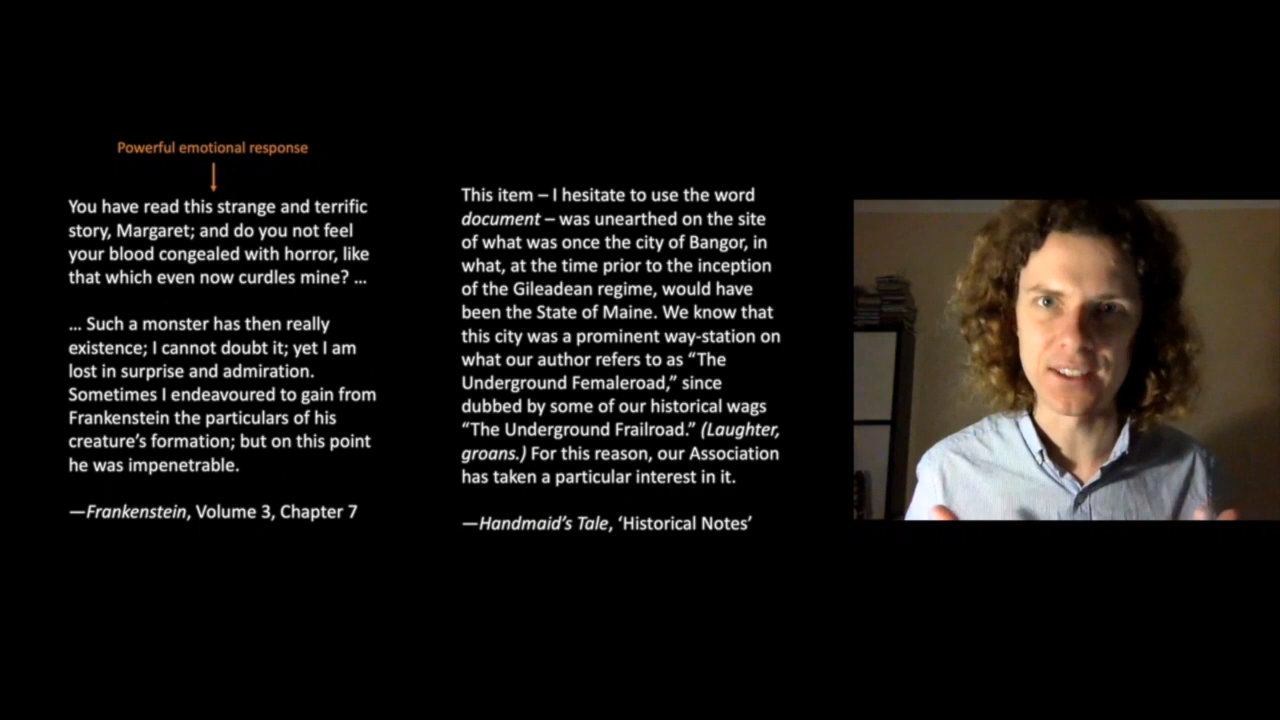 Powerful emotional response
You have read this strange and terrific
story, Margaret; and do you not feel
your blood congealed with horror, like
that which even now curdles mine? ...
... Such a monster has then really
existence; I cannot doubt it; yet I am
lost in surprise and admiration.
Sometimes I endeavoured to gain from
Frankenstein the particulars of his
creature’s formation; but on this point
he was impenetrable.
—Frankenstein, Volume 3, Chapter 7
This item – I hesitate to use the word
document – was unearthed on the site
of what was once the city of Bangor, in
what, at the time prior to the inception
of the Gileadean regime, would have
been the State of Maine. We know that
this city was a prominent way-station on
what our author refers to as “The
Underground Femaleroad,” since
dubbed by some of our historical wags
“The Underground Frailroad.” (Laughter,
groans.) For this reason, our Association
has taken a particular interest in it.
—Handmaid’s Tale, ‘Historical Notes’